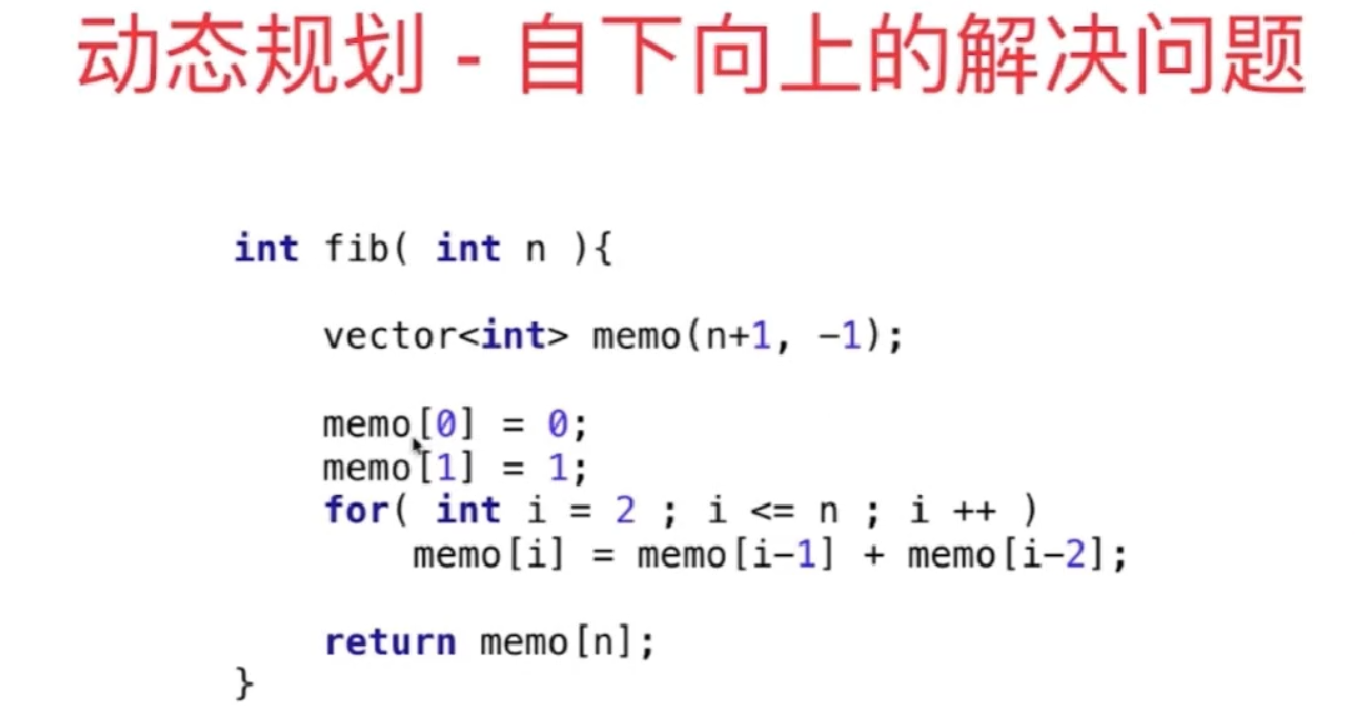 动态规划 - 自下向上的解决问题
int fib( int n ){
vector<int> memo(n+1, -1);
memo[0] = 0;
memo[1] = 1;
for( int i = 2 ; i <= n ; i ++ )
memo[i] = memo[i-1] + memo[i-2];
return memo[n];
}